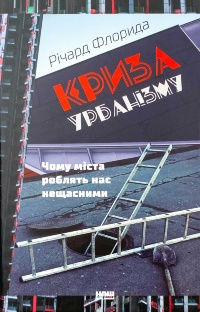 Річард Флорида
КРИЗА
УРБАНІЗМУ
Чому міста
роблять нас
нещасними